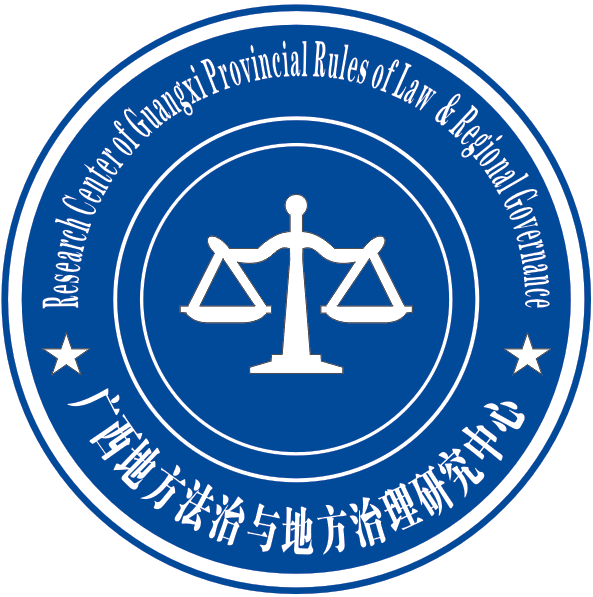 Research Center of Guangxi Provincial Rules of Law & Regional Governance
广西地方法治与地方治理研究中心